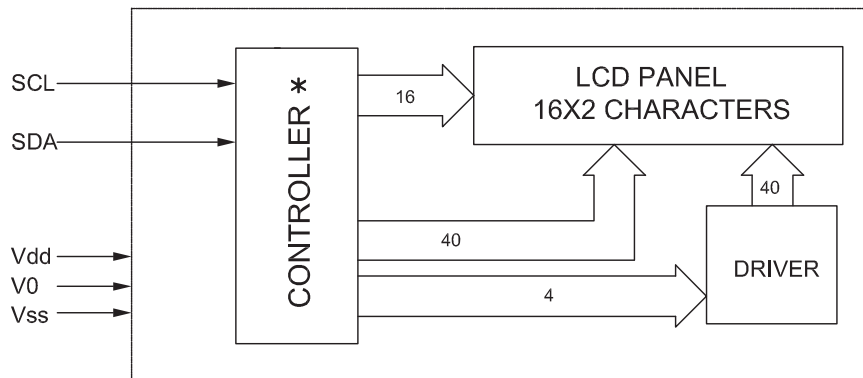 SCL
SDA
Vdd
V0
Vss
CONTROLLER *
16
40
4
LCD PANEL
16X2 CHARACTERS
40
DRIVER